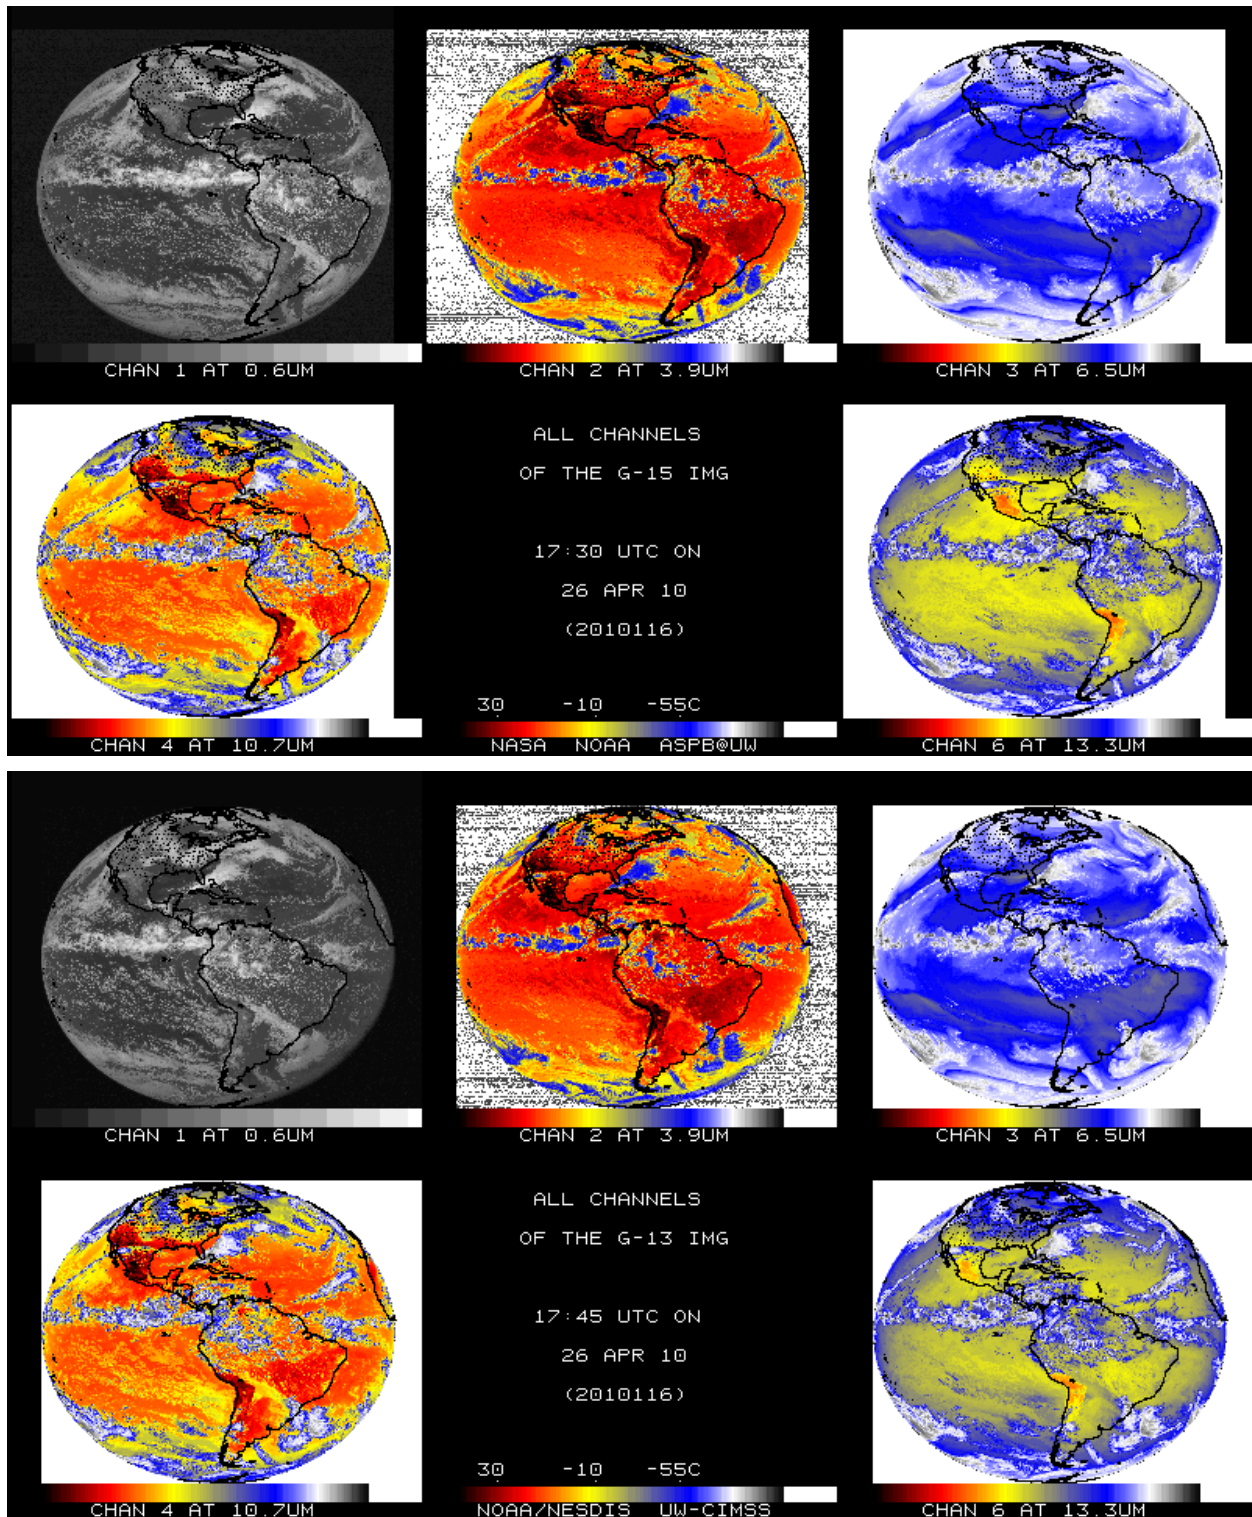 CHAN 1 AT 0.6UM
CHAN 2 AT 3.9UM
CHAN 3 AT 6.5UM
ALL CHANNELS
OF THE G-15 IMG
17:30 UTC ON
26 APR 10
(2010116)
30 -10 -55C
CHAN 4 AT 10.7UM
NASA NOAA ASPB@UW
CHAN 6 AT 13.3UM
CHAN 1 AT 0.6UM
CHAN 2 AT 3.9UM
CHAN 3 AT 6.5UM
ALL CHANNELS
OF THE G-13 IMG
17:45 UTC ON
26 APR 10
(2010116)
30 -10 -55C
CHAN 4 AT 10.7UM
NOAA/NESDIS UW-CIMSS
CHAN 6 AT 13.3UM